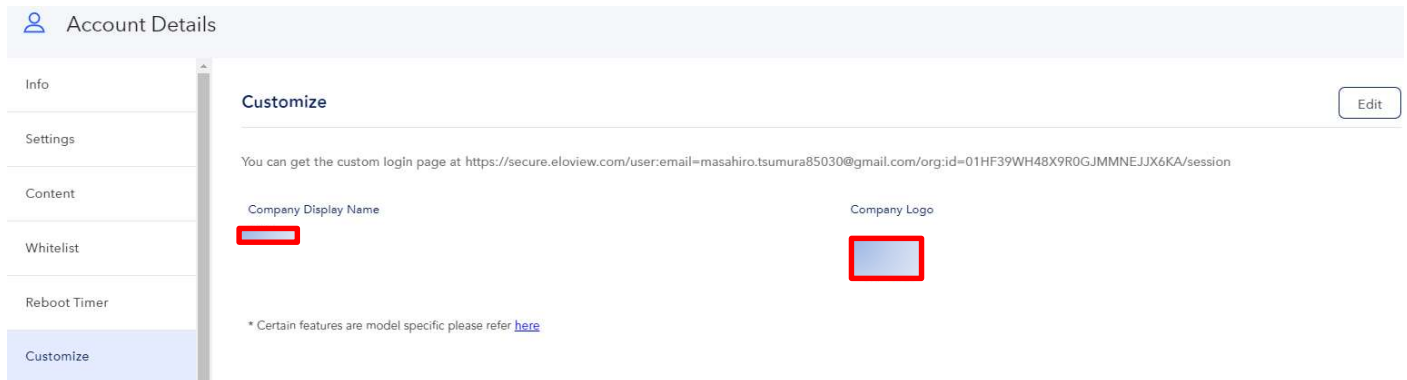 Account Details
Info
Settings
Content
Whitelist
Reboot Timer
Customize
Customize
Edit
You can get the custom login page at https://secure.eloview.com/user:email=masahiro.tsumura85030@gmail.com/org:id=01HF39WH48X9R0GJMMNEJJX6KA/session
Company Display Name
Company Logo
* Certain features are model specific please refer here